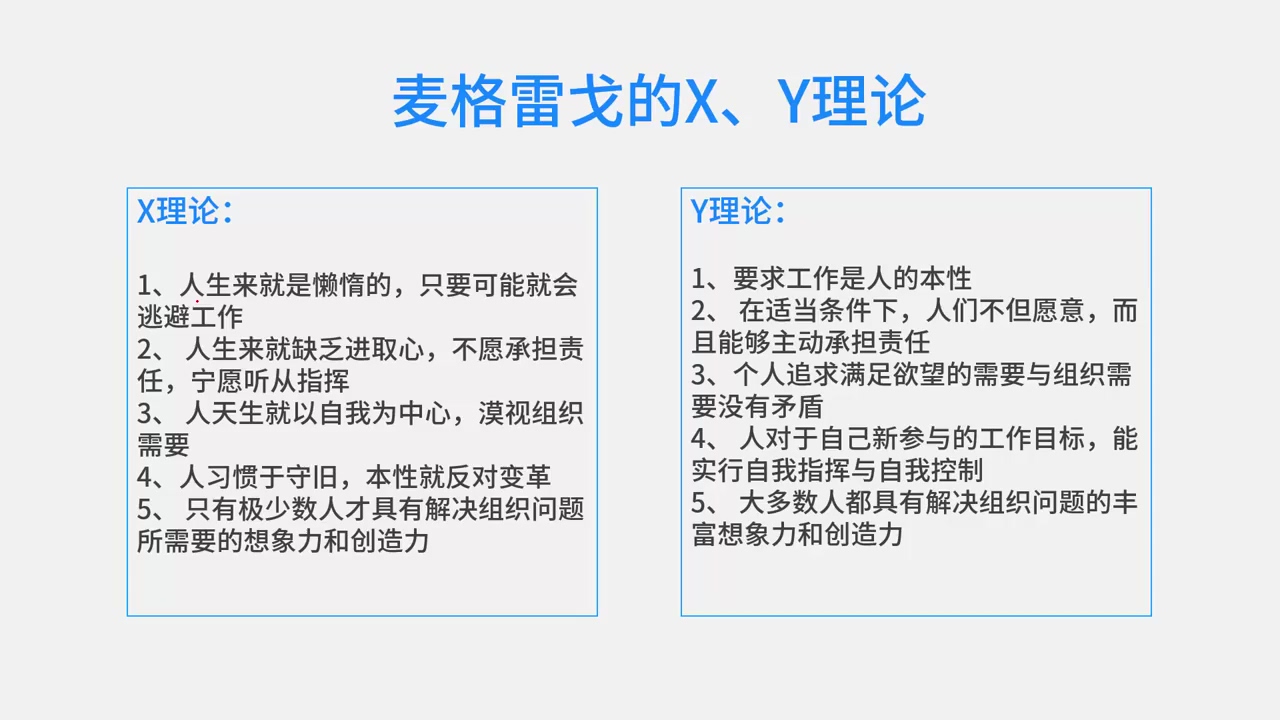 麦格雷戈的X、Y理论
X理论：
1、人生来就是懒惰的，只要可能就会
逃避工作
2、 人生来就缺乏进取心，不愿承担责
任，宁愿听从指挥
3、 人天生就以自我为中心，漠视组织
需要
4、人习惯于守旧，本性就反对变革
5、 只有极少数人才具有解决组织问题
所需要的想象力和创造力
Y理论：
1、要求工作是人的本性
2、 在适当条件下，人们不但愿意，而
且能够主动承担责任
3、个人追求满足欲望的需要与组织需
要没有矛盾
4、 人对于自己新参与的工作目标，能
实行自我指挥与自我控制
5、 大多数人都具有解决组织问题的丰
富想象力和创造力